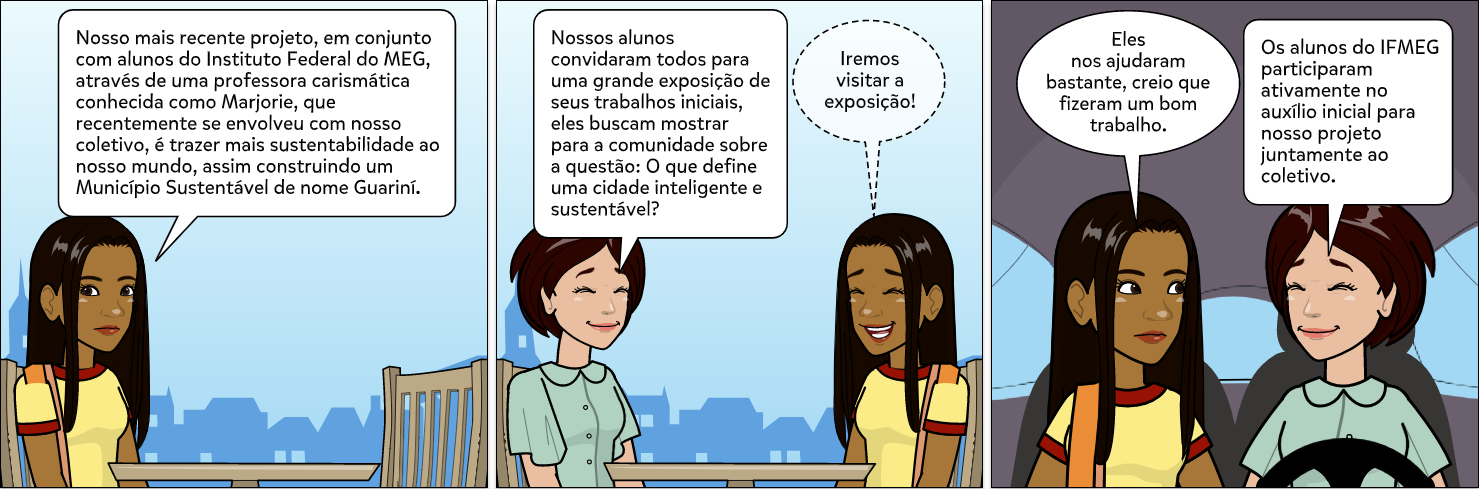 Nosso mais recente projeto, em conjunto
com alunos do Instituto Federal do MEG,
através de uma professora carismática
conhecida como Marjorie, que
recentemente se envolveu com nosso
coletivo, é trazer mais sustentabilidade ao
nosso mundo, assim construindo um
Município Sustentável de nome Guariní.
Nossos alunos
convidaram todos para
uma grande exposição de
seus trabalhos iniciais,
eles buscam mostrar
para a comunidade sobre
a questão: O que define
uma cidade inteligente e
sustentável?
Iremos
visitar a
exposição!
Eles
nos ajudaram
bastante, creio que
fizeram um bom
trabalho.
Os alunos do IFMEG
participaram
ativamente no
auxílio inicial para
nosso projeto
juntamente ao
coletivo.